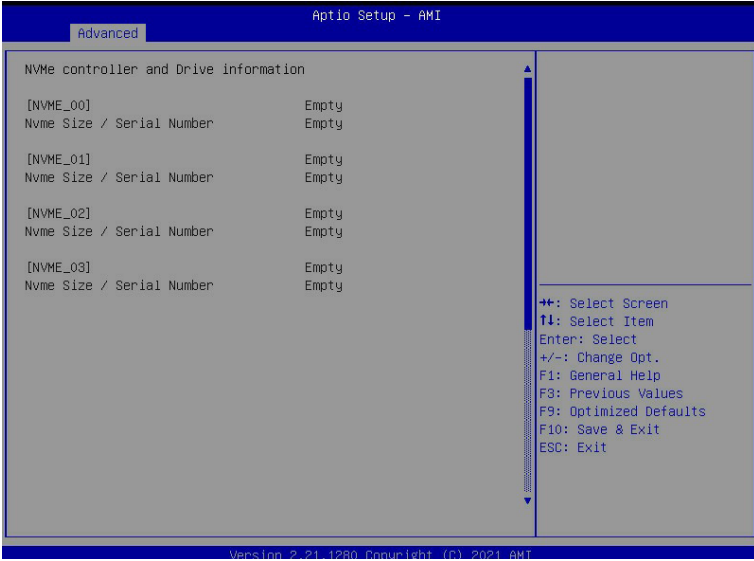 Aptio Setup – AMI
Advanced
NVMe controller and Drive information
[NVME_00] Empty
Nvme Size / Serial Number Empty
[NVME_01] Empty
Nvme Size / Serial Number Empty
[NVME_02] Empty
Nvme Size / Serial Number Empty
[NVME_03] Empty
Nvme Size / Serial Number Empty
→←: Select Screen
↑↓: Select Item
Enter: Select
+/-: Change Opt.
F1: General Help
F3: Previous Values
F9: Optimized Defaults
F10: Save & Exit
ESC: Exit
Version 2.21.1280 Copyright (C) 2021 AMI